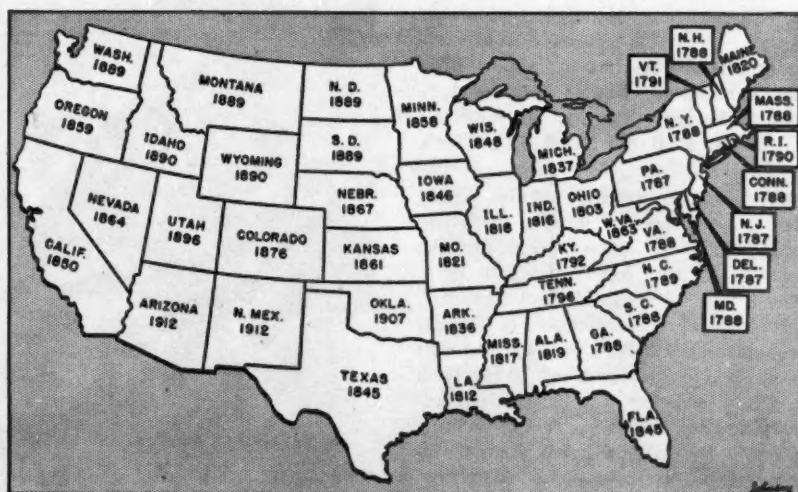 WASH.
1889
OREGON
1859
CALIF.
1850
IDAHO
1890
NEVADA
1864
MONTANA
1889
WYOMING
1890
UTAH
1896
COLORADO
1876
ARIZONA
1912
N. MEX.
1912
N. D.
1889
S. D.
1889
NEBR.
1867
KANSAS
1861
OKLA.
1907
TEXAS
1845
MINN.
1858
IOWA
1846
MO.
1821
ARK.
1836
LA.
1812
WIS.
1848
ILL.
1818
MICH.
1837
IND.
1816
OHIO
1803
KY.
1792
TENN.
1796
MISS.
1817
ALA.
1819
GA.
1788
FLA.
1845
S. C.
1788
N. C.
1789
VA.
1788
W.VA.
1863
PA.
1787
N. Y.
1788
VT.
1791
N. H.
1788
MAINE
1820
MASS.
1788
R. I.
1790
CONN.
1788
N. J.
1787
DEL.
1787
MD.
1788